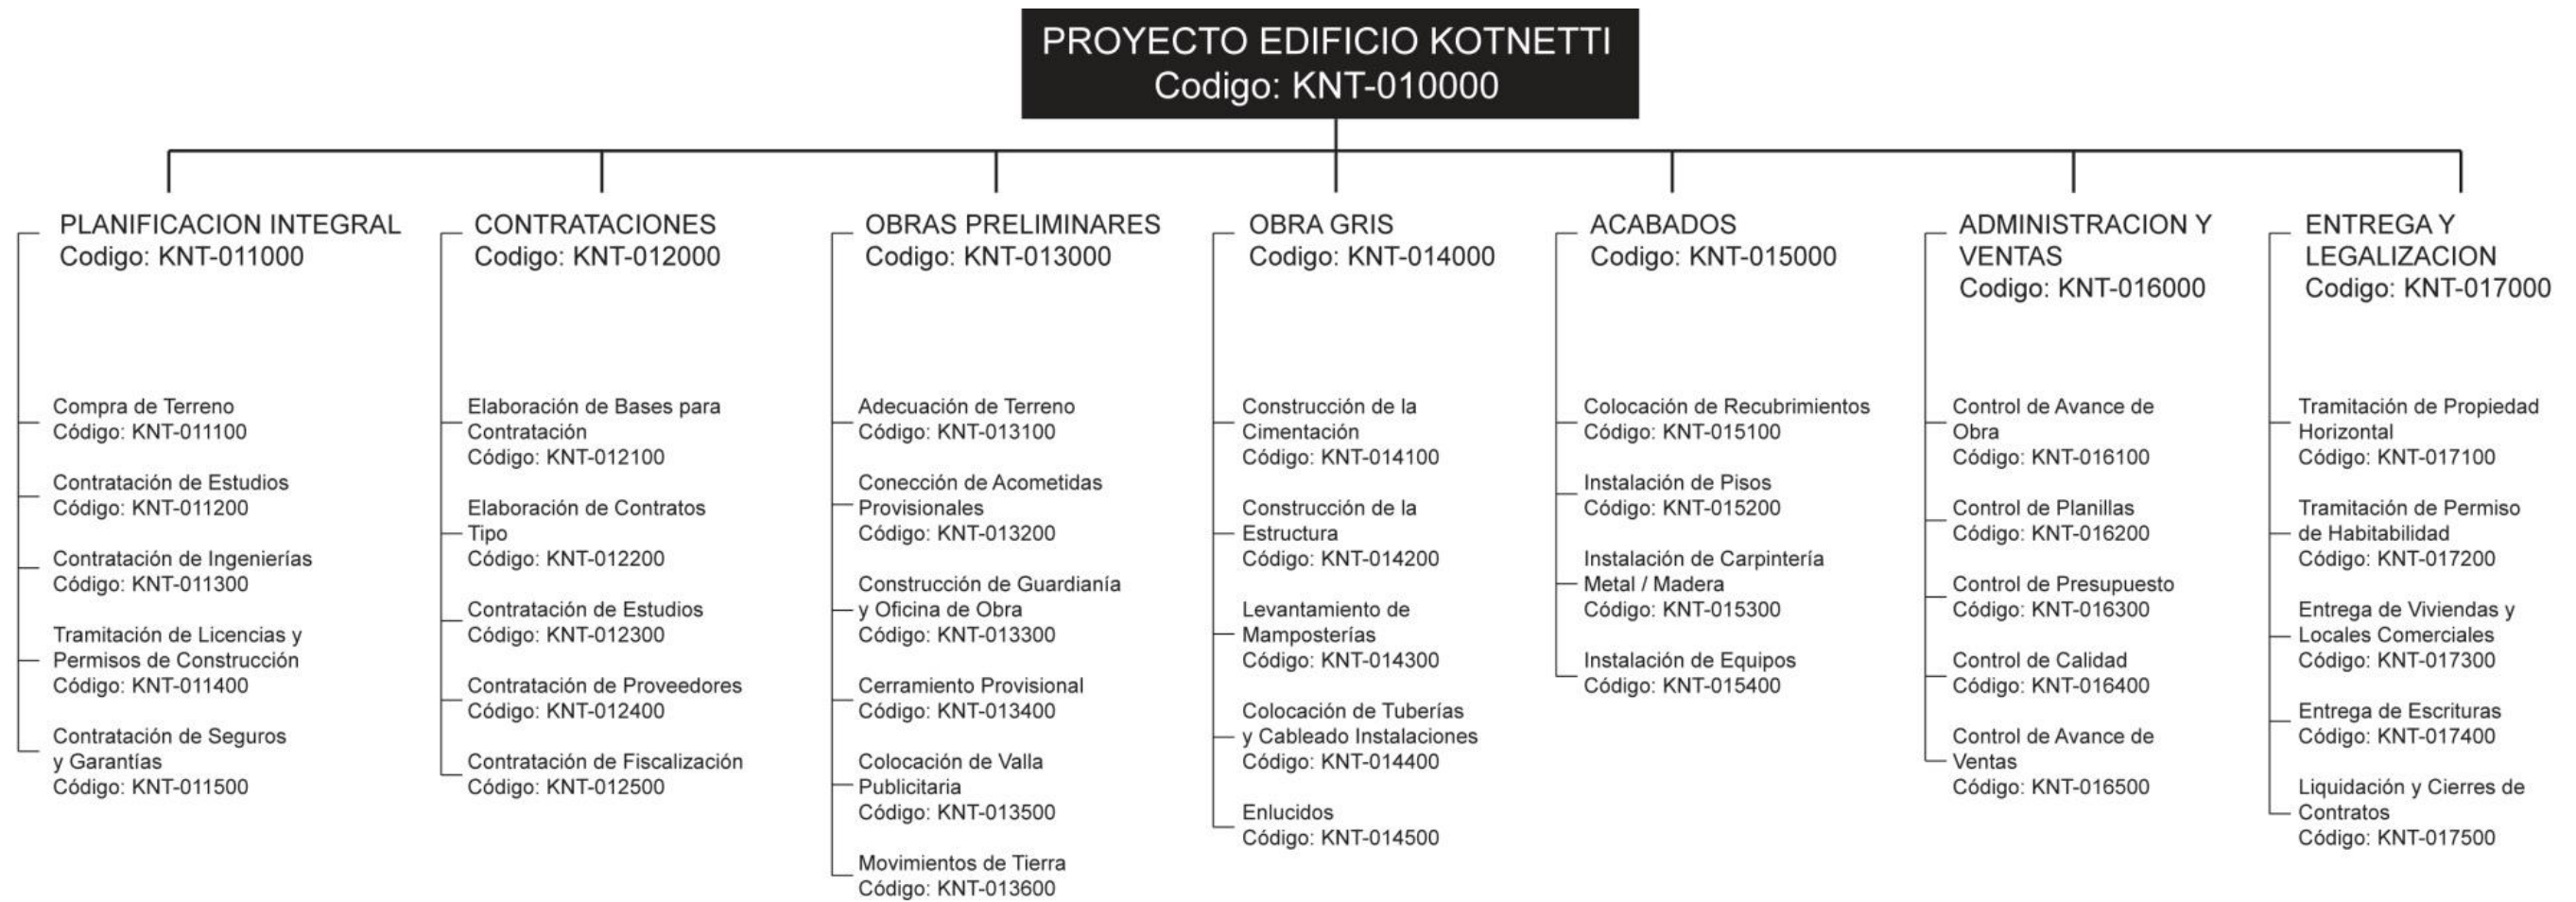 PROYECTO EDIFICIO KOTNETTI
Codigo: KNT-010000
PLANIFICACION INTEGRAL
Codigo: KNT-011000
Compra de Terreno
Código: KNT-011100
Contratación de Estudios
Código: KNT-011200
Contratación de Ingenierías
Código: KNT-011300
Tramitación de Licencias y
Permisos de Construcción
Código: KNT-011400
Contratación de Seguros
y Garantías
Código: KNT-011500
CONTRATACIONES
Codigo: KNT-012000
Elaboración de Bases para
Contratación
Código: KNT-012100
Elaboración de Contratos
Tipo
Código: KNT-012200
Contratación de Estudios
Código: KNT-012300
Contratación de Proveedores
Código: KNT-012400
Contratación de Fiscalización
Código: KNT-012500
OBRAS PRELIMINARES
Codigo: KNT-013000
Adecuación de Terreno
Código: KNT-013100
Conección de Acometidas
Provisionales
Código: KNT-013200
Construcción de Guardianía
y Oficina de Obra
Código: KNT-013300
Cerramiento Provisional
Código: KNT-013400
Colocación de Valla
Publicitaria
Código: KNT-013500
Movimientos de Tierra
Código: KNT-013600
OBRA GRIS
Codigo: KNT-014000
Construcción de la
Cimentación
Código: KNT-014100
Construcción de la
Estructura
Código: KNT-014200
Levantamiento de
Mamposterías
Código: KNT-014300
Colocación de Tuberías
y Cableado Instalaciones
Código: KNT-014400
Enlucidos
Código: KNT-014500
ACABADOS
Codigo: KNT-015000
Colocación de Recubrimientos
Código: KNT-015100
Instalación de Pisos
Código: KNT-015200
Instalación de Carpintería
Metal / Madera
Código: KNT-015300
Instalación de Equipos
Código: KNT-015400
ADMINISTRACION Y
VENTAS
Codigo: KNT-016000
Control de Avance de
Obra
Código: KNT-016100
Control de Planillas
Código: KNT-016200
Control de Presupuesto
Código: KNT-016300
Control de Calidad
Código: KNT-016400
Control de Avance de
Ventas
Código: KNT-016500
ENTREGA Y
LEGALIZACION
Codigo: KNT-017000
Tramitación de Propiedad
Horizontal
Código: KNT-017100
Tramitación de Permiso
de Habitabilidad
Código: KNT-017200
Entrega de Viviendas y
Locales Comerciales
Código: KNT-017300
Entrega de Escrituras
Código: KNT-017400
Liquidación y Cierres de
Contratos
Código: KNT-017500